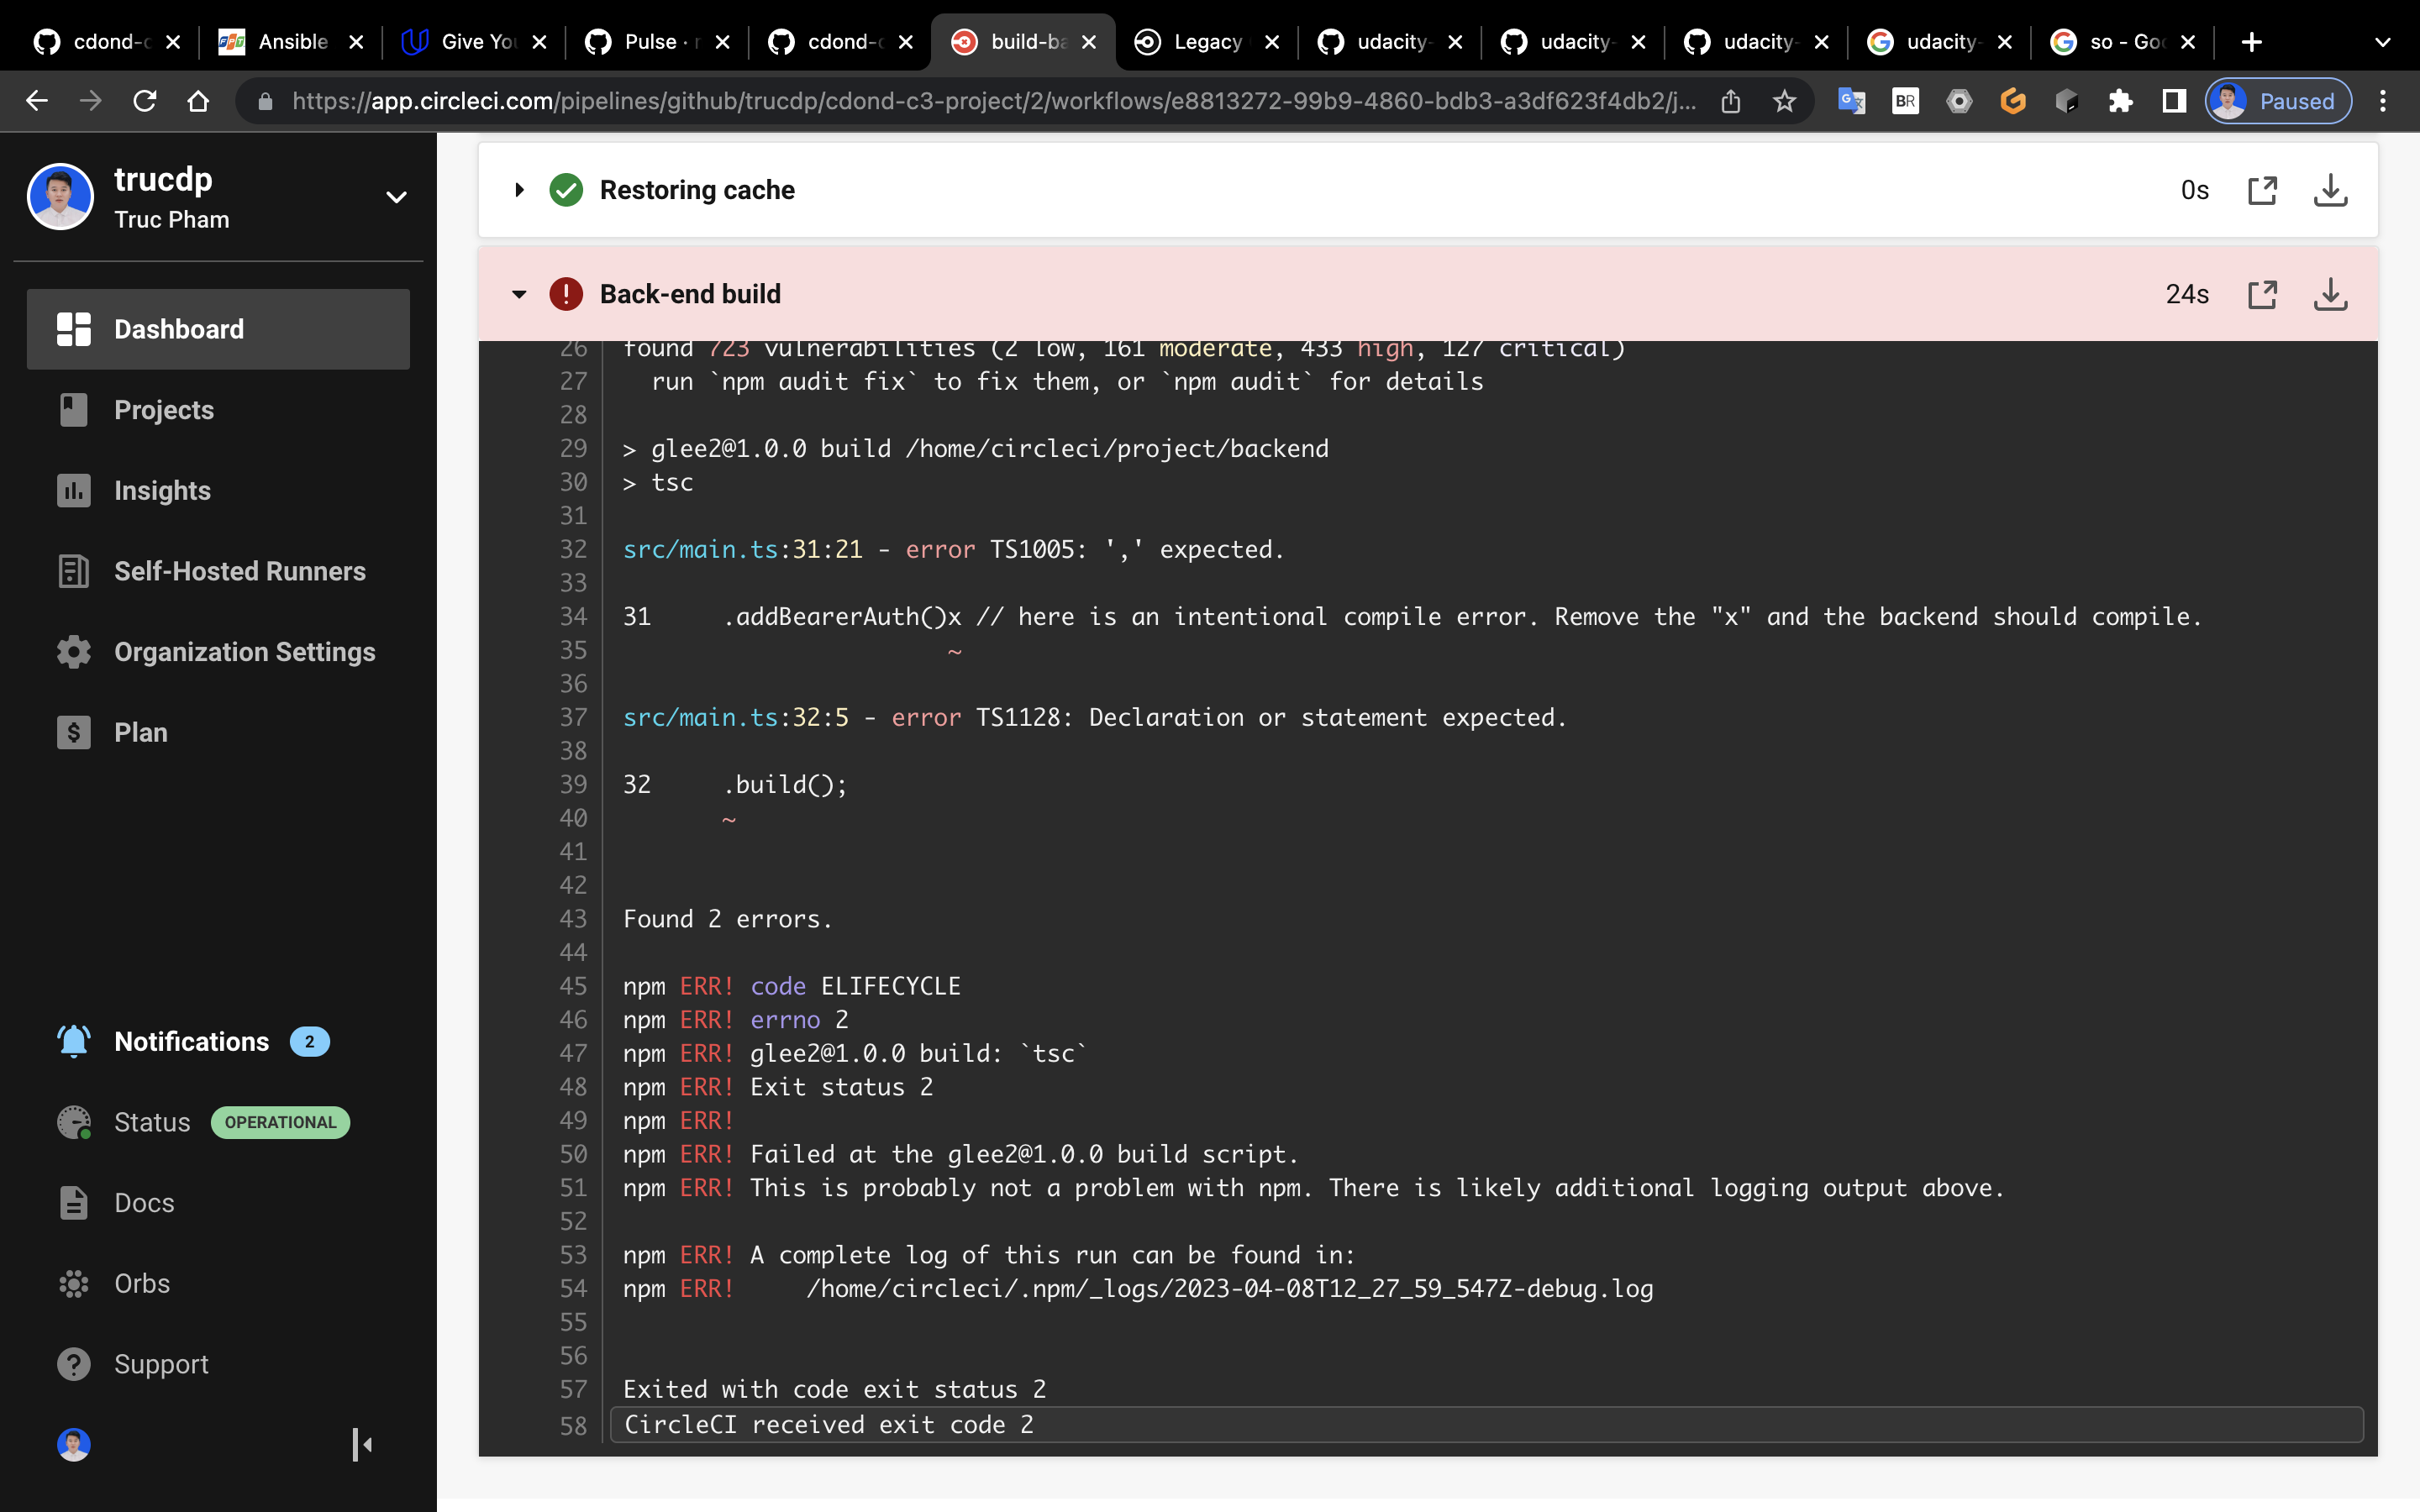 cdond-c
Ansible
Give You
Pulse · r
cdond-c
build-ba
Legacy
udacity-
udacity-
udacity-
udacity-
so - Goo
https://app.circleci.com/pipelines/github/trucdp/cdond-c3-project/2/workflows/e8813272-99b9-4860-bdb3-a3df623f4db2/j...
BR
Paused
trucdp
Truc Pham
Dashboard
Projects
Insights
Self-Hosted Runners
Organization Settings
Plan
Notifications 2
Status OPERATIONAL
Docs
Orbs
Support
Restoring cache 0s
Back-end build 24s
26 found 723 vulnerabilities (2 low, 161 moderate, 433 high, 127 critical)
27 run `npm audit fix` to fix them, or `npm audit` for details
28
29 > glee2@1.0.0 build /home/circleci/project/backend
30 > tsc
31
32 src/main.ts:31:21 - error TS1005: ',' expected.
33
34 31 .addBearerAuth()x // here is an intentional compile error. Remove the "x" and the backend should compile.
35 ~
36
37 src/main.ts:32:5 - error TS1128: Declaration or statement expected.
38
39 32 .build();
40 ~
41
42
43 Found 2 errors.
44
45 npm ERR! code ELIFECYCLE
46 npm ERR! errno 2
47 npm ERR! glee2@1.0.0 build: `tsc`
48 npm ERR! Exit status 2
49 npm ERR!
50 npm ERR! Failed at the glee2@1.0.0 build script.
51 npm ERR! This is probably not a problem with npm. There is likely additional logging output above.
52
53 npm ERR! A complete log of this run can be found in:
54 npm ERR! /home/circleci/.npm/_logs/2023-04-08T12_27_59_547Z-debug.log
55
56
57 Exited with code exit status 2
58 CircleCI received exit code 2